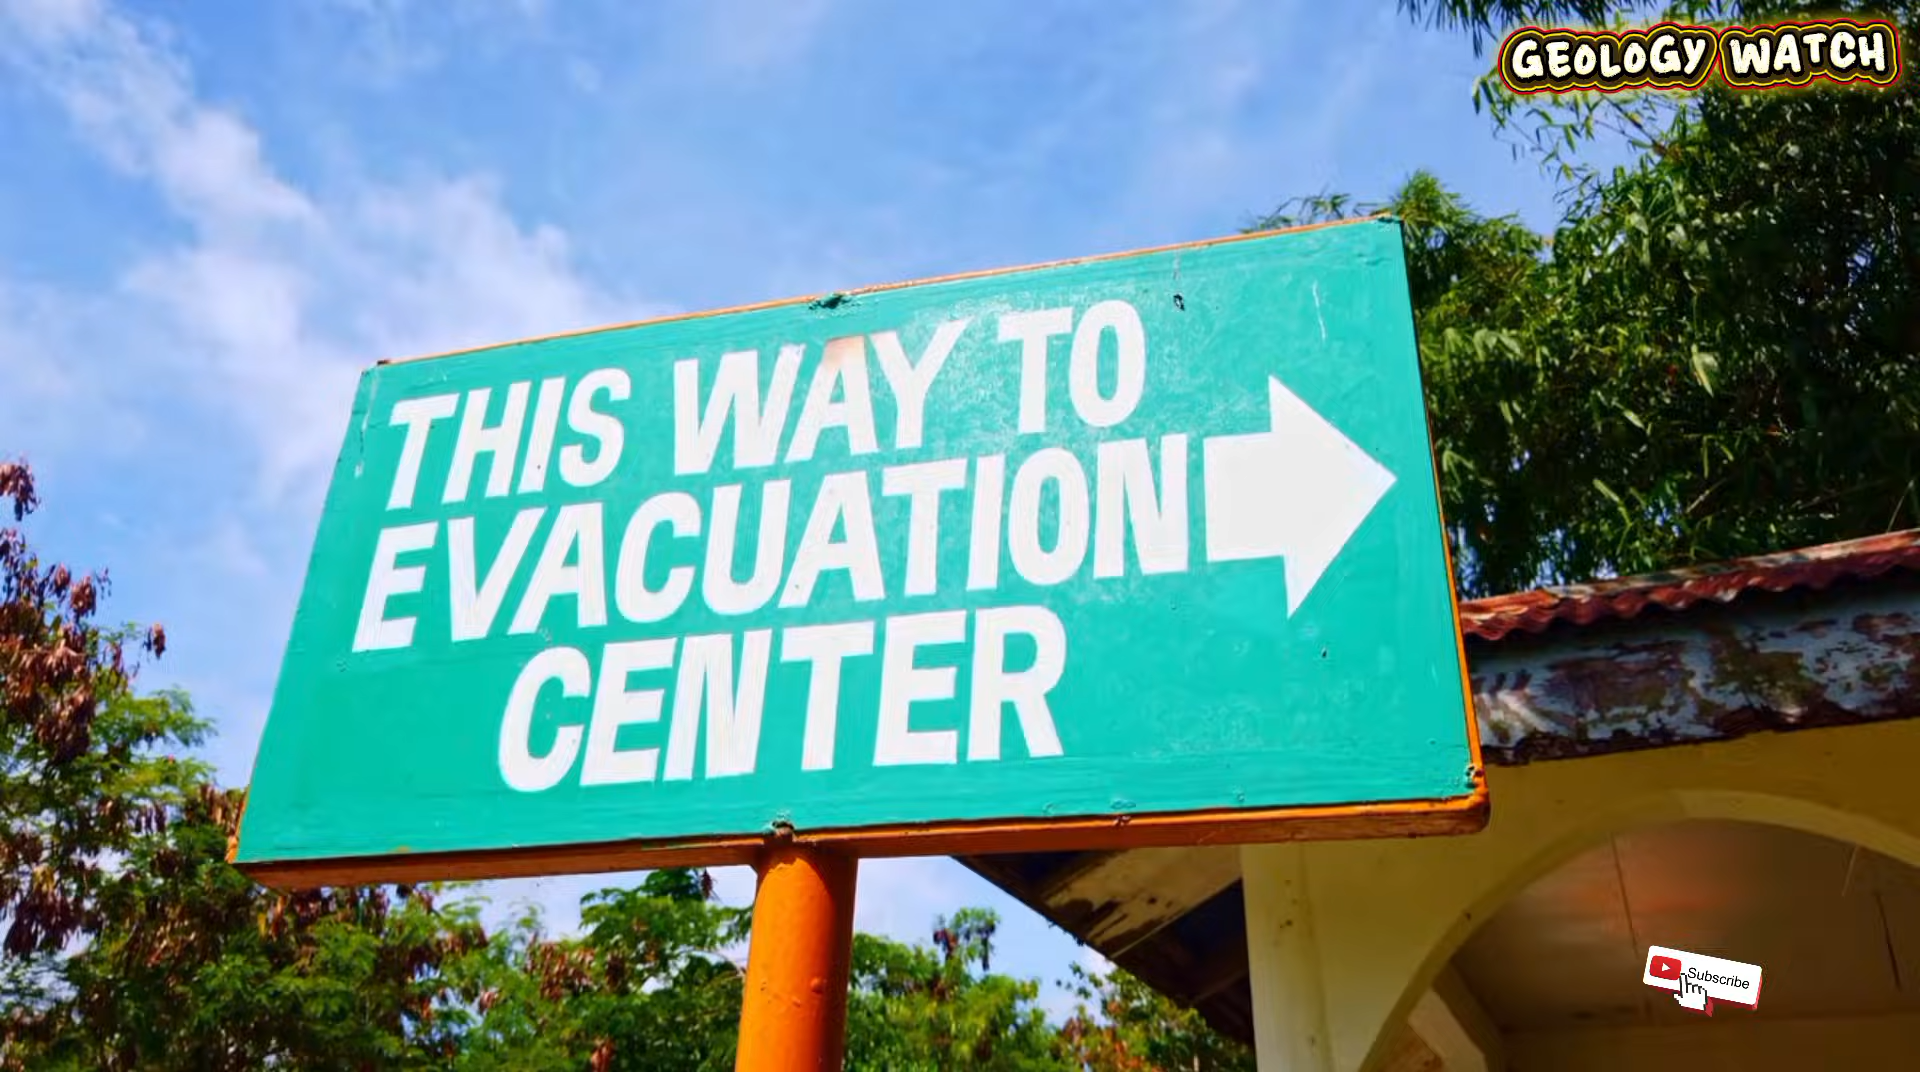 GEOLOGY WATCH
THIS WAY TO
EVACUATION
CENTER
Subscribe